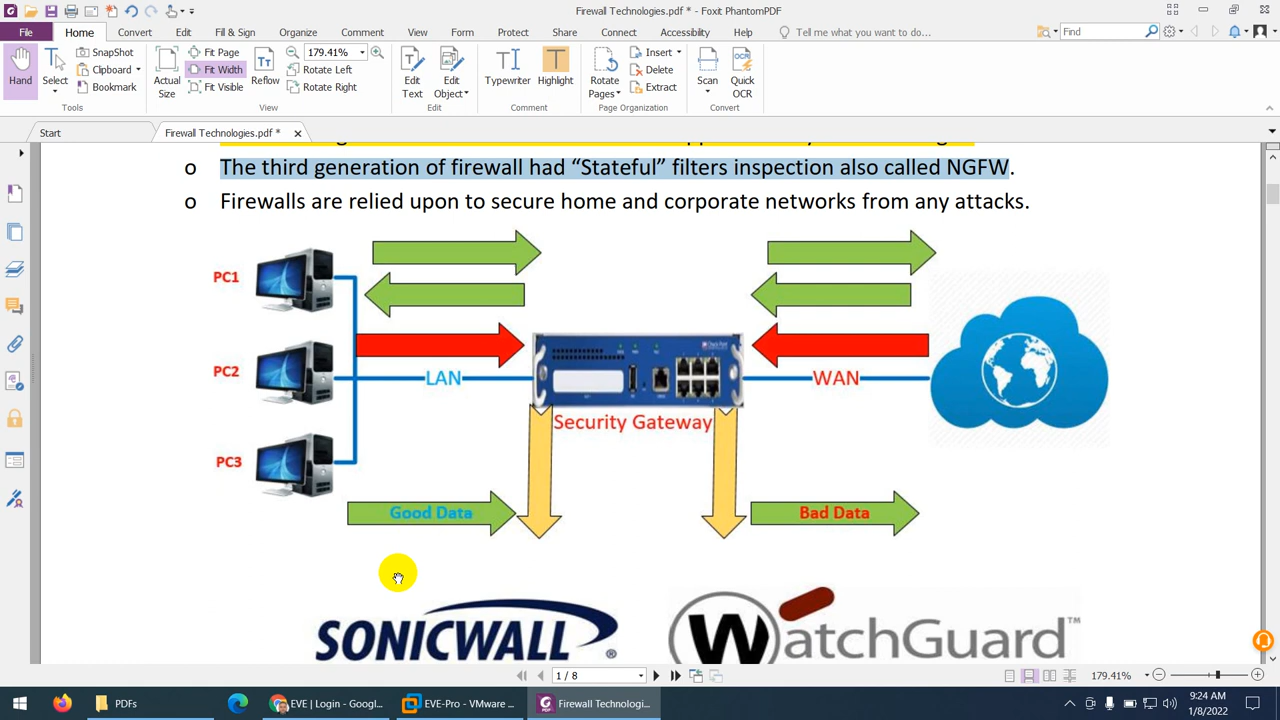 Firewall Technologies.pdf * - Foxit PhantomPDF
File Home Convert Edit Fill & Sign Organize Comment View Form Protect Share Connect Accessibility Help Tell me what you want to do... Find
Hand
Select
SnapShot
Clipboard
Bookmark
Tools
Actual Size
Fit Page
Fit Width
Fit Visible
Reflow
179.41%
Rotate Left
Rotate Right
View
Edit Text
Edit Object
Edit
Typewriter
Highlight
Comment
Rotate Pages
Insert
Delete
Extract
Page Organization
Scan
Quick OCR
Convert
Start
Firewall Technologies.pdf *
o The third generation of firewall had “Stateful” filters inspection also called NGFW.
o Firewalls are relied upon to secure home and corporate networks from any attacks.
PC1
PC2
LAN
WAN
Security Gateway
PC3
Good Data
Bad Data
SONICWALL ®
WatchGuard ™
1 / 8
179.41%
PDFs
EVE | Login - Googl...
EVE-Pro - VMware ...
Firewall Technologi...
9:24 AM
1/8/2022